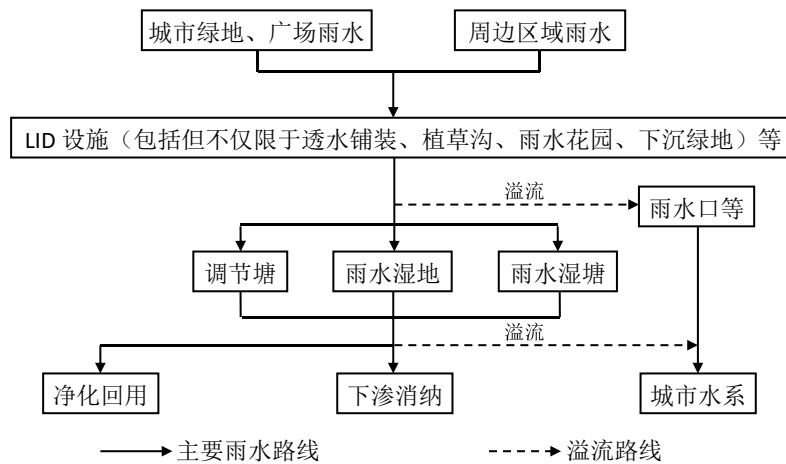 城市绿地、广场雨水
周边区域雨水
LID 设施（包括但不仅限于透水铺装、植草沟、雨水花园、下沉绿地）等
溢流
雨水口等
调节塘
雨水湿地
雨水湿塘
溢流
净化回用
下渗消纳
城市水系
主要雨水路线
溢流路线